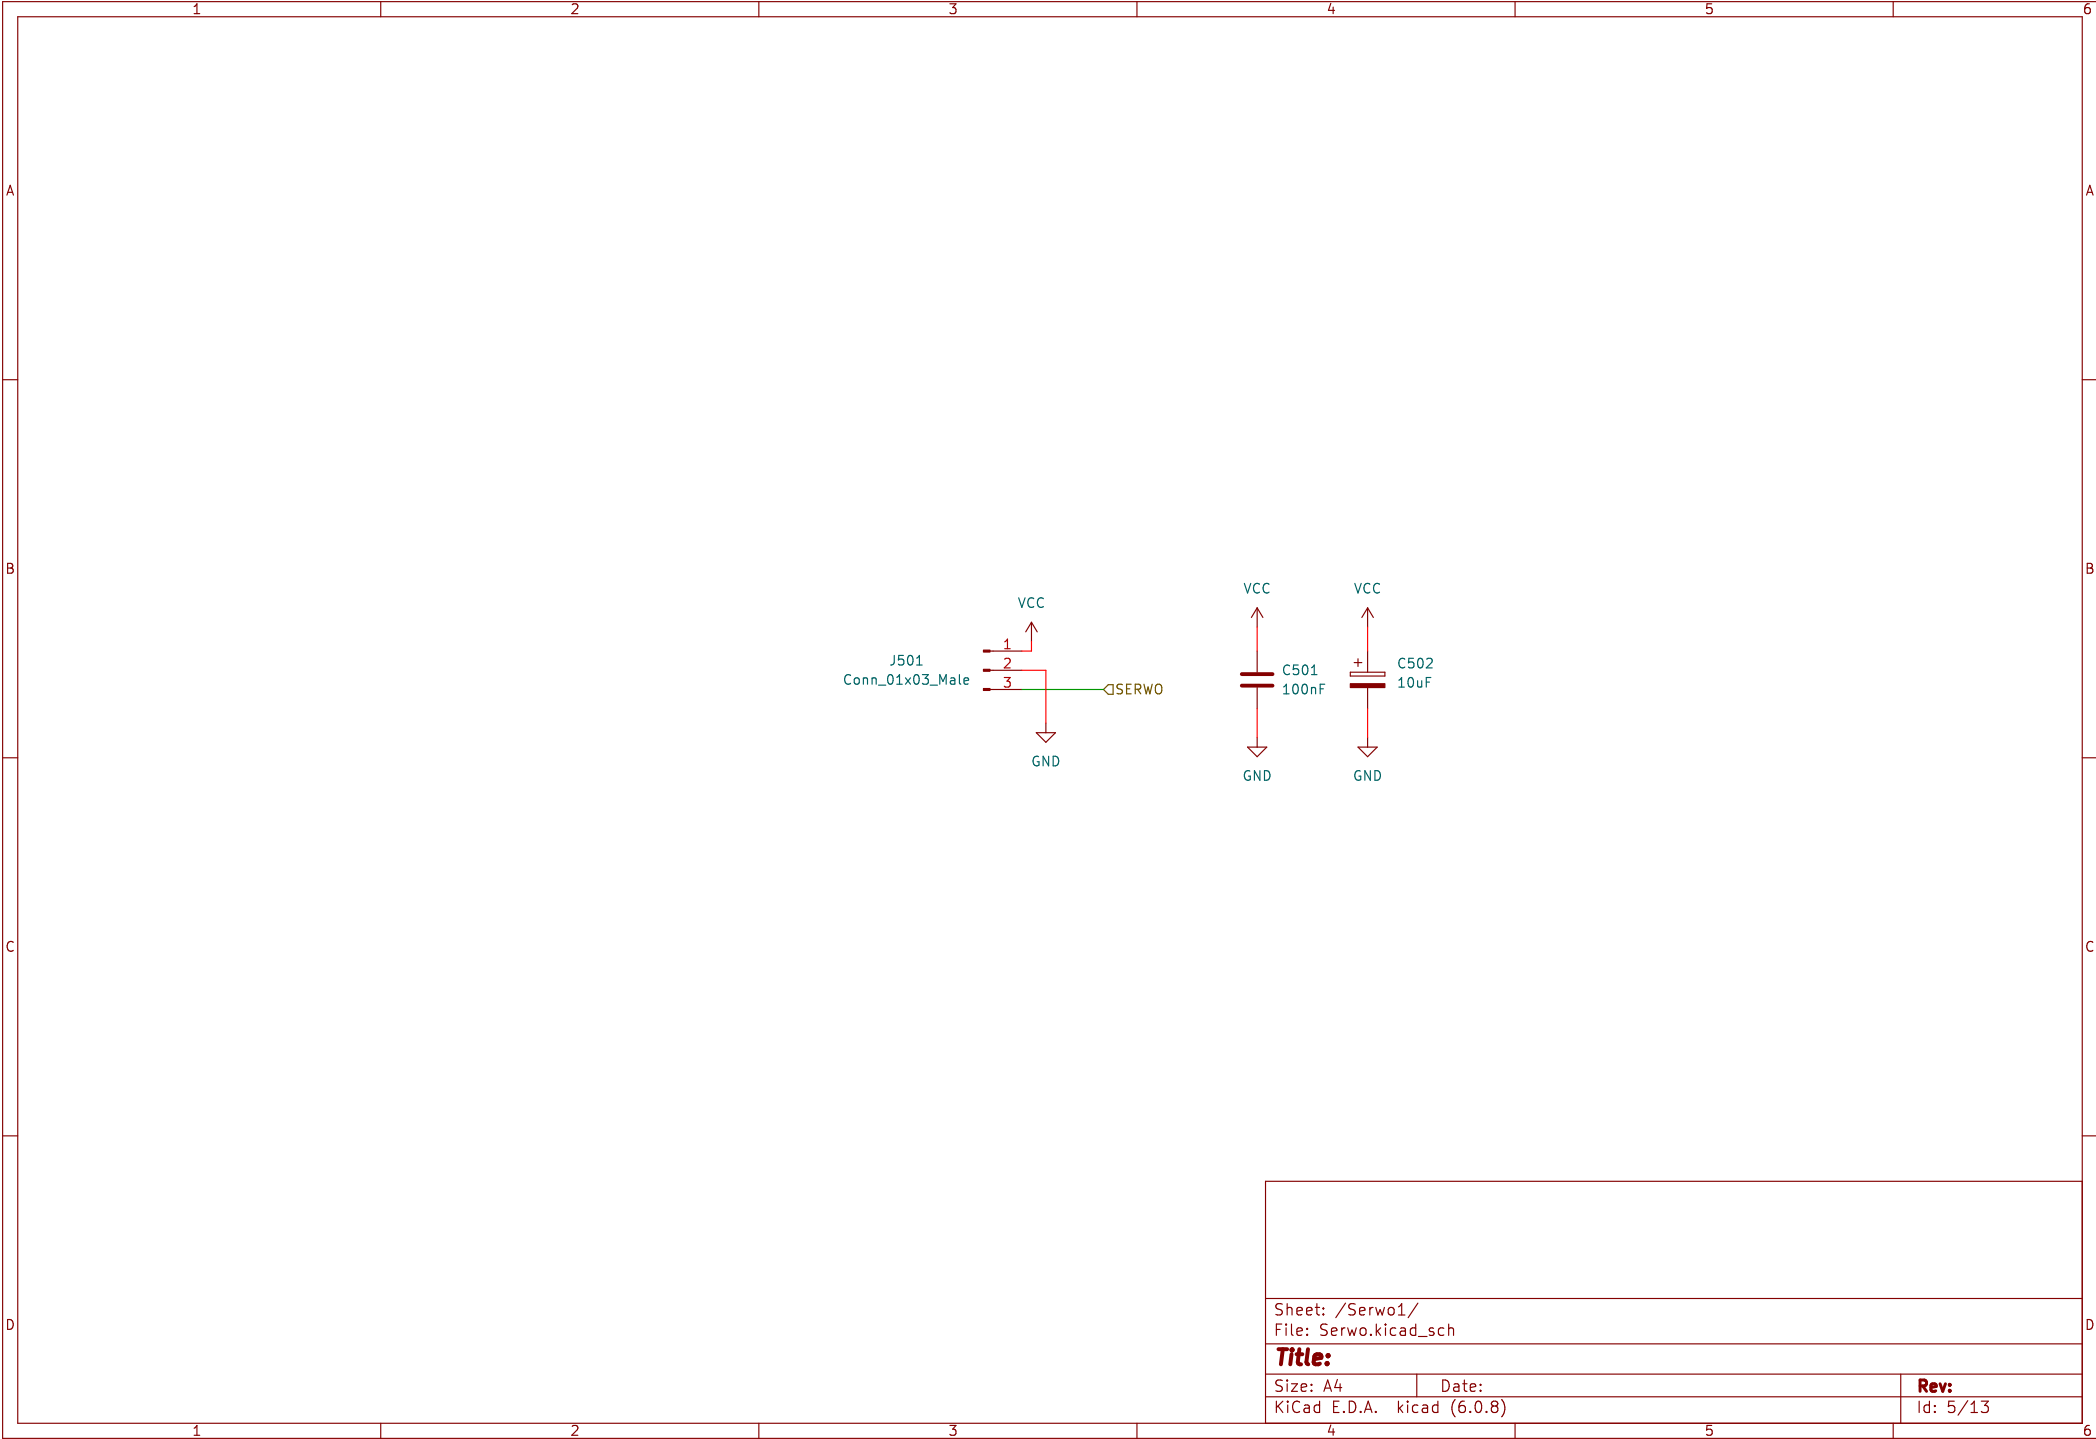 1 2 3 4 5 6
A A
B B
VCC VCC
VCC
1
J501 2 C501 + C502
Conn_01x03_Male 3 SERWO 100nF 10uF
GND
GND GND
C C
Sheet: /Serwo1/
D D
File: Serwo.kicad_sch
Title:
Size: A4 Date: Rev:
KiCad E.D.A. kicad (6.0.8) Id: 5/13
1 2 3 4 5 6